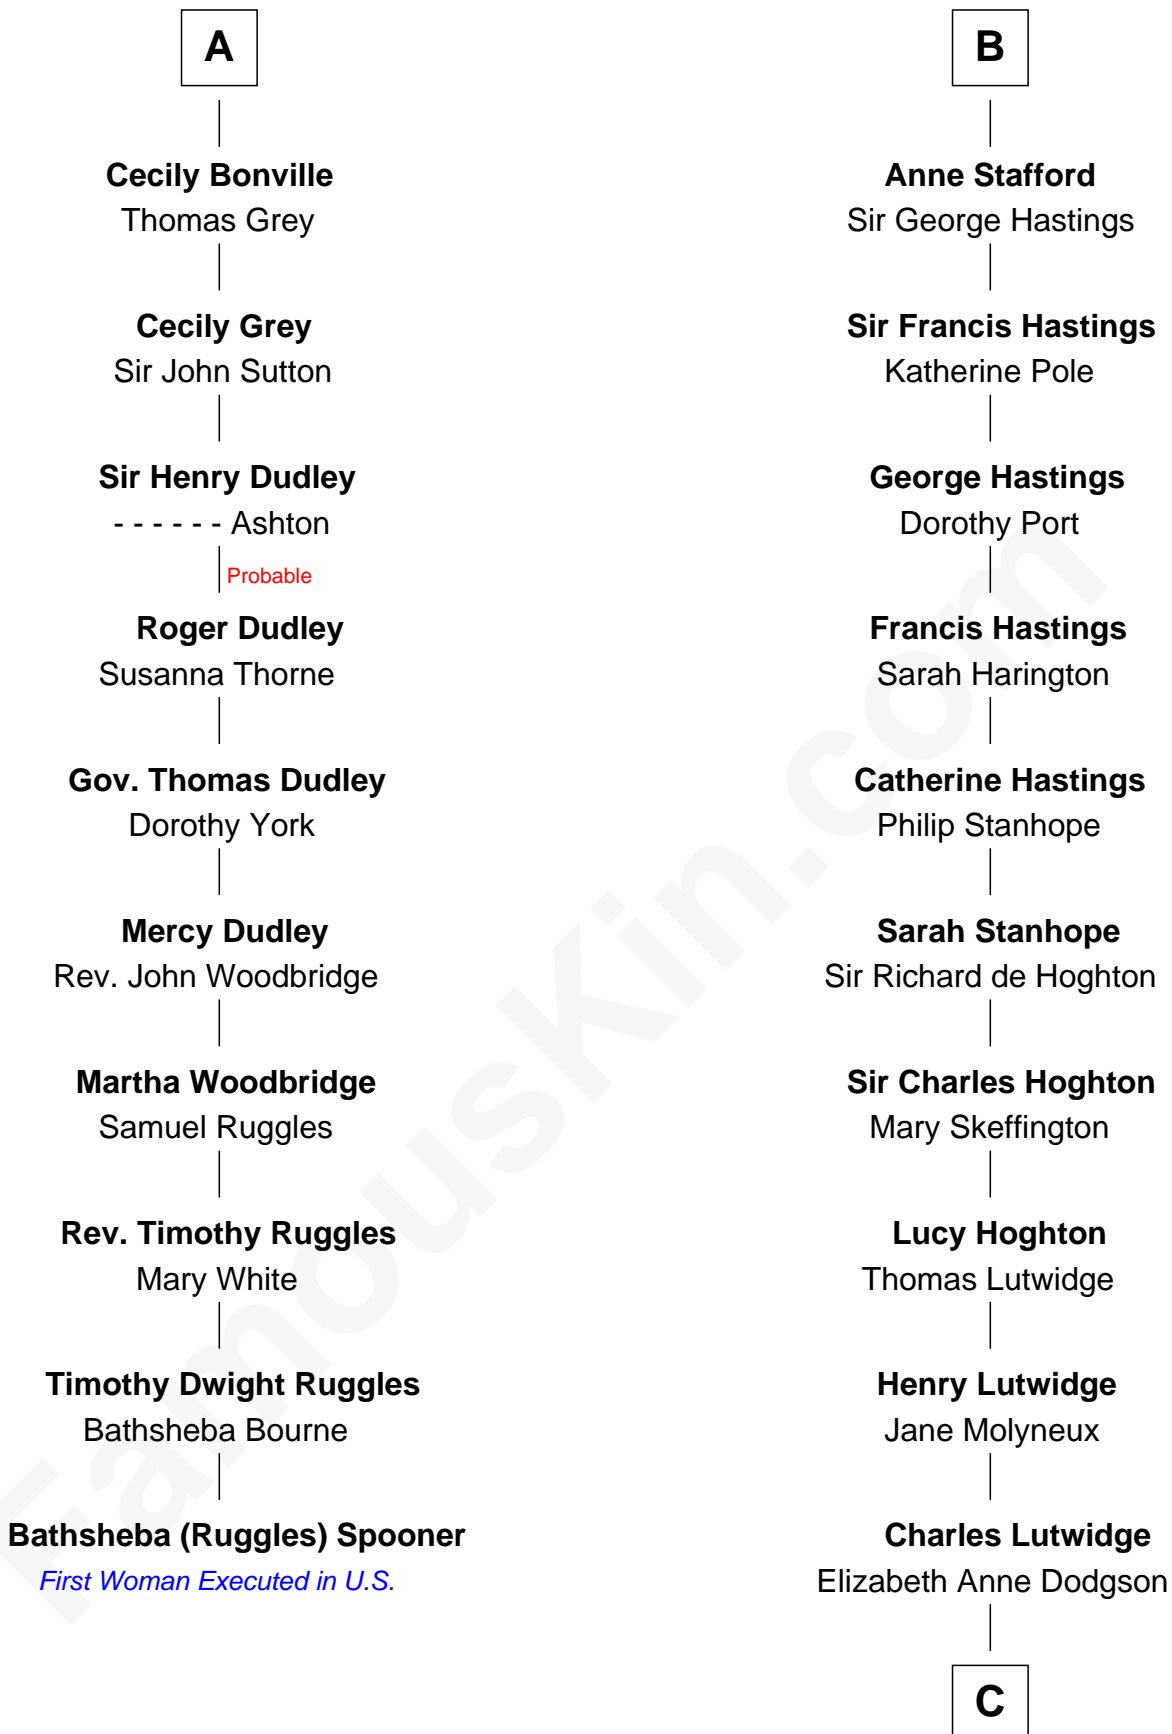 A
Cecily Bonville
Thomas Grey
Cecily Grey
Sir John Sutton
Sir Henry Dudley
- - - - - - Ashton
Probable
Roger Dudley
Susanna Thorne
Gov. Thomas Dudley
Dorothy York
Mercy Dudley
Rev. John Woodbridge
Martha Woodbridge
Samuel Ruggles
Rev. Timothy Ruggles
Mary White
Timothy Dwight Ruggles
Bathsheba Bourne
Bathsheba (Ruggles) Spooner
First Woman Executed in U.S.
B
Anne Stafford
Sir George Hastings
Sir Francis Hastings
Katherine Pole
George Hastings
Dorothy Port
Francis Hastings
Sarah Harington
Catherine Hastings
Philip Stanhope
Sarah Stanhope
Sir Richard de Hoghton
Sir Charles Hoghton
Mary Skeffington
Lucy Hoghton
Thomas Lutwidge
Henry Lutwidge
Jane Molyneux
Charles Lutwidge
Elizabeth Anne Dodgson
C
FamousKin.com